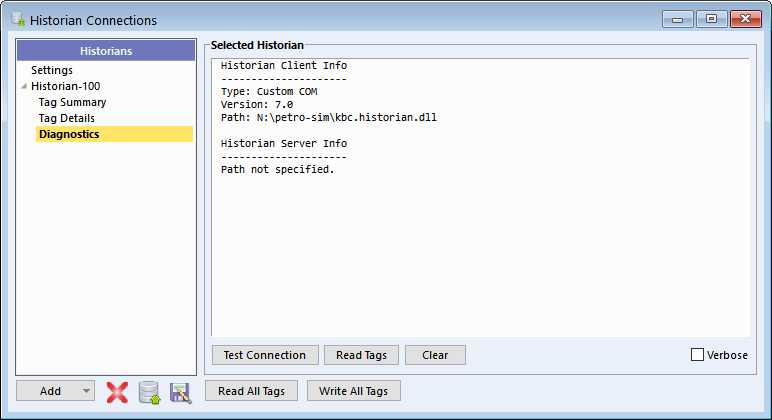 Historian Connections
Historians
Settings
Historian-100
Tag Summary
Tag Details
Diagnostics
Selected Historian
Historian Client Info
---------------------
Type: Custom COM
Version: 7.0
Path: N:\petro-sim\kbc.historian.dll
Historian Server Info
---------------------
Path not specified.
Test Connection
Read Tags
Clear
Verbose
Add
Read All Tags
Write All Tags